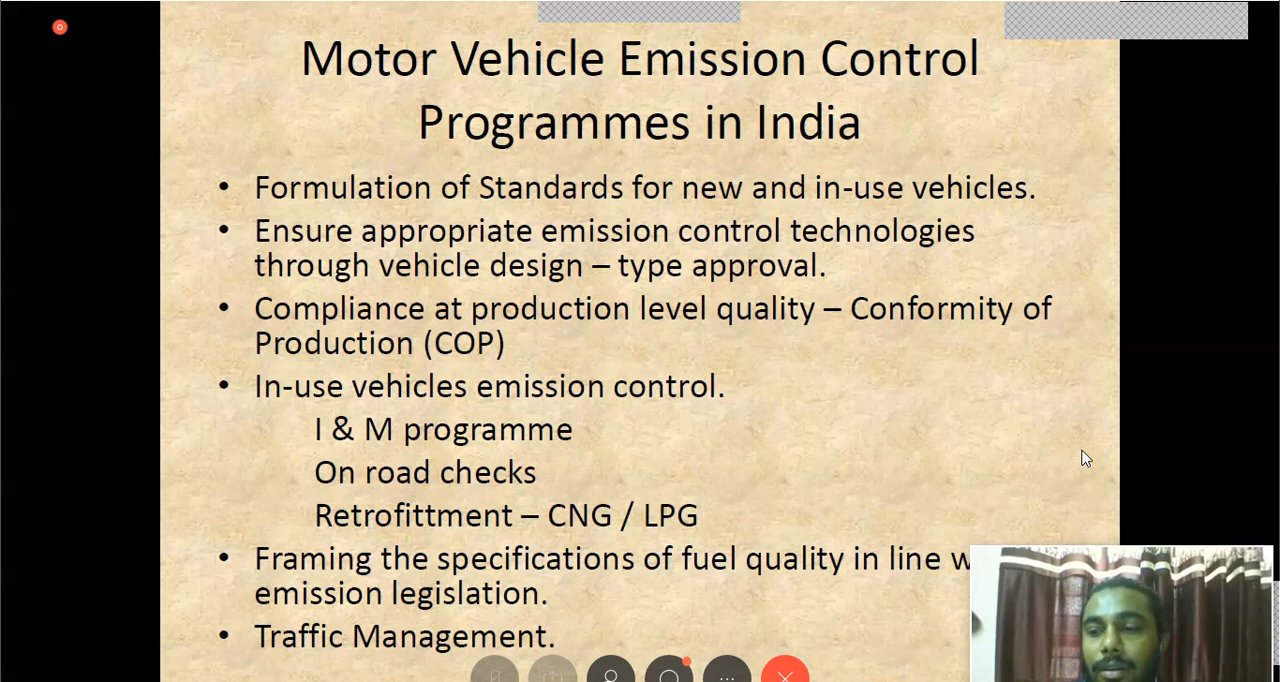 Motor Vehicle Emission Control
Programmes in India
• Formulation of Standards for new and in-use vehicles.
• Ensure appropriate emission control technologies
through vehicle design – type approval.
• Compliance at production level quality – Conformity of
Production (COP)
• In-use vehicles emission control.
I & M programme
On road checks
Retrofittment – CNG / LPG
• Framing the specifications of fuel quality in line
emission legislation.
• Traffic Management.